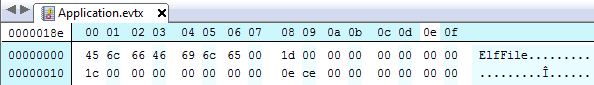 Application.evtx
0000018e 00 01 02 03 04 05 06 07 08 09 0a 0b 0c 0d 0e 0f
00000000 45 6c 66 46 69 6c 65 00 1d 00 00 00 00 00 00 00 ElfFile.........
00000010 1c 00 00 00 00 00 00 00 0e ce 00 00 00 00 00 00 .........Î......